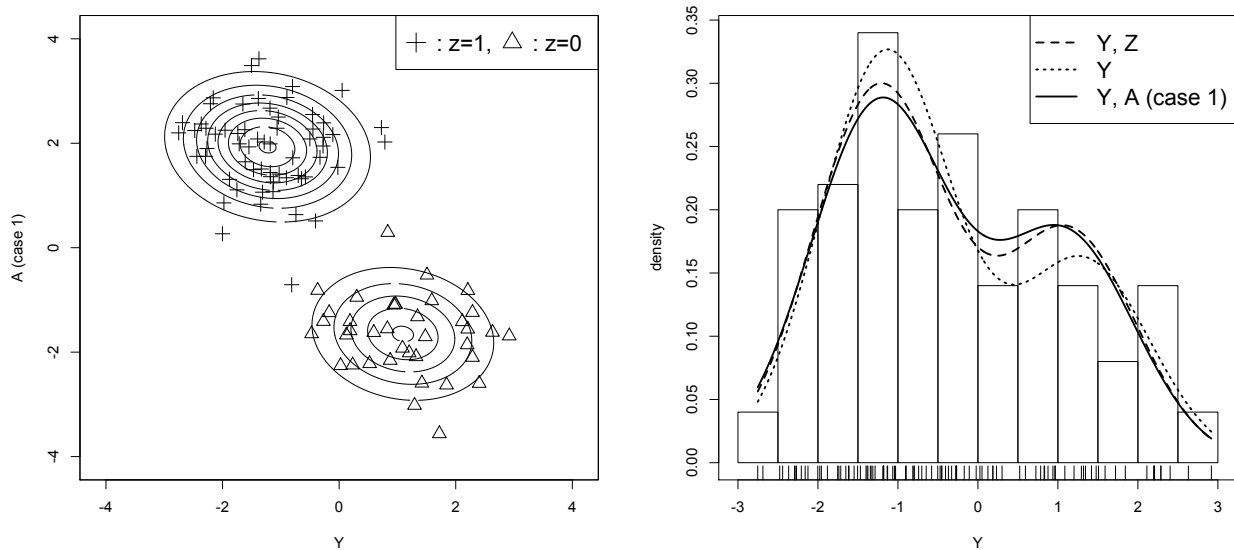 + : z=1, △ : z=0
4
2
0
-2
-4
A (case 1)
-4 -2 0 2 4
Y
Y, Z
Y
Y, A (case 1)
0.35
0.30
0.25
0.20
0.15
0.10
0.05
0.00
density
-3 -2 -1 0 1 2 3
Y